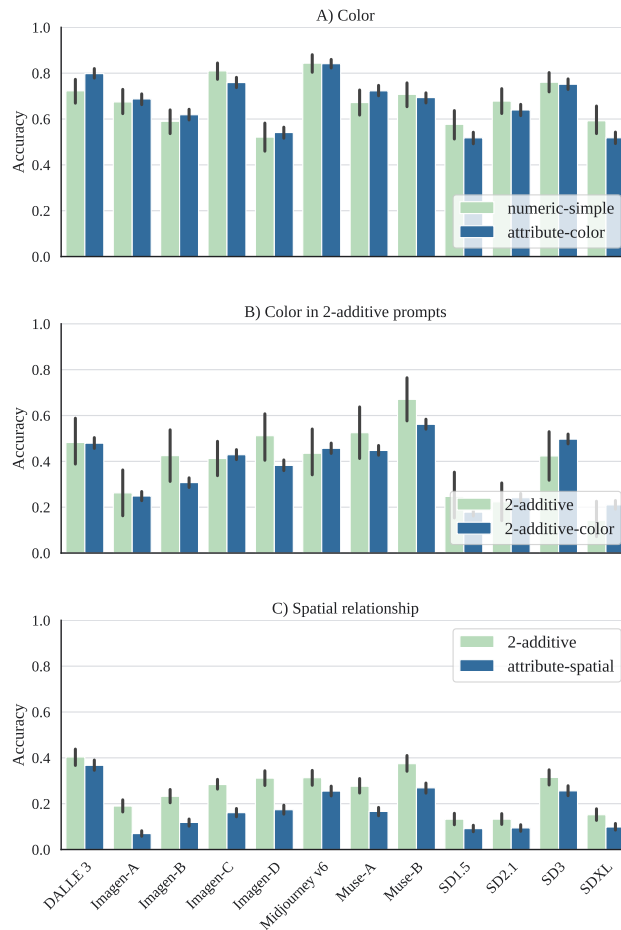 A) Color
1.0
0.8
0.6
0.4
0.2
0.0
Accuracy
numeric-simple
attribute-color
B) Color in 2-additive prompts
1.0
0.8
0.6
0.4
0.2
0.0
Accuracy
2-additive
2-additive-color
C) Spatial relationship
1.0
0.8
0.6
0.4
0.2
0.0
Accuracy
2-additive
attribute-spatial
DALLE 3
Imagen-A
Imagen-B
Imagen-C
Imagen-D
Midjourney v6
Muse-A
Muse-B
SD1.5
SD2.1
SD3
SDXL